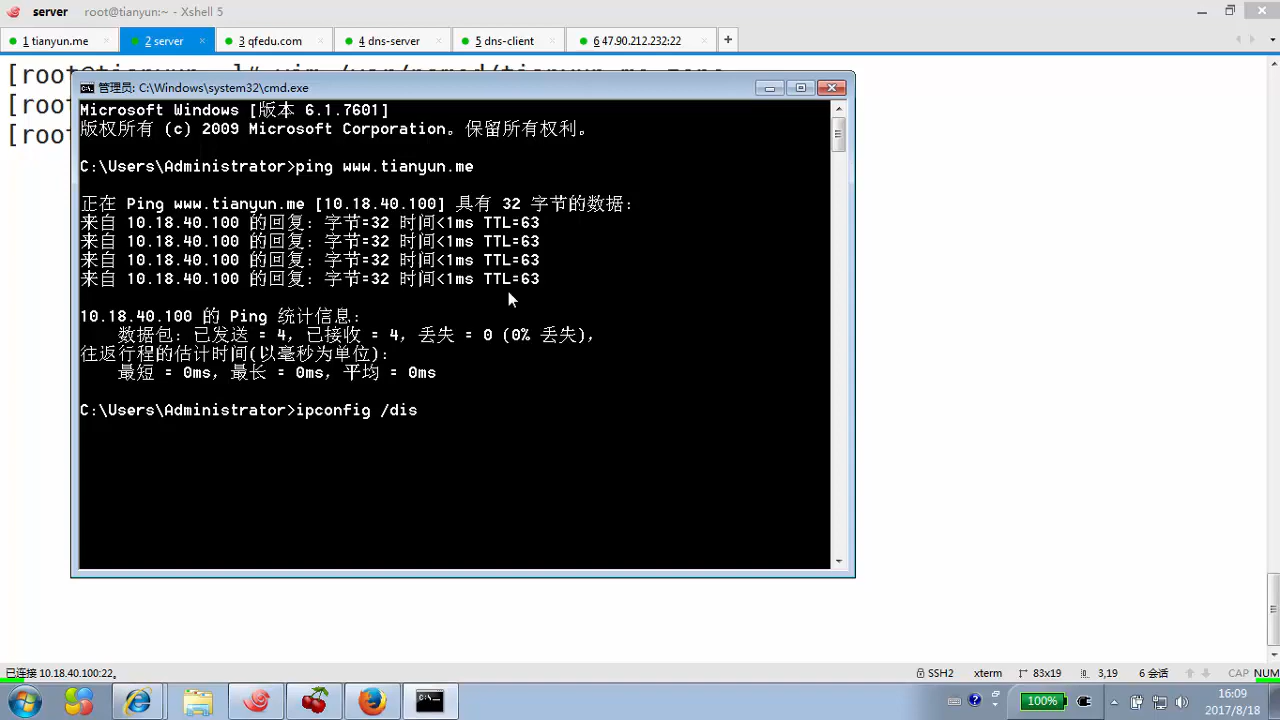 server root@tianyun:~ - Xshell 5
1 tianyun.me × 2 server × 3 qfedu.com × 4 dns-server × 5 dns-client × 6 47.90.212.232:22 × +
[root@tianyun ~]# vim /var/named/tianyun.me.zone
[roo
[roo
管理员: C:\Windows\system32\cmd.exe
Microsoft Windows [版本 6.1.7601]
版权所有 (c) 2009 Microsoft Corporation。保留所有权利。
C:\Users\Administrator>ping www.tianyun.me
正在 Ping www.tianyun.me [10.18.40.100] 具有 32 字节的数据:
来自 10.18.40.100 的回复: 字节=32 时间<1ms TTL=63
来自 10.18.40.100 的回复: 字节=32 时间<1ms TTL=63
来自 10.18.40.100 的回复: 字节=32 时间<1ms TTL=63
来自 10.18.40.100 的回复: 字节=32 时间<1ms TTL=63
10.18.40.100 的 Ping 统计信息:
数据包: 已发送 = 4，已接收 = 4，丢失 = 0 (0% 丢失)，
往返行程的估计时间(以毫秒为单位):
最短 = 0ms，最长 = 0ms，平均 = 0ms
C:\Users\Administrator>ipconfig /dis
已连接 10.18.40.100:22。 SSH2 xterm 83x19 3,19 6 会话 CAP NUM
100% 16:09
2017/8/18